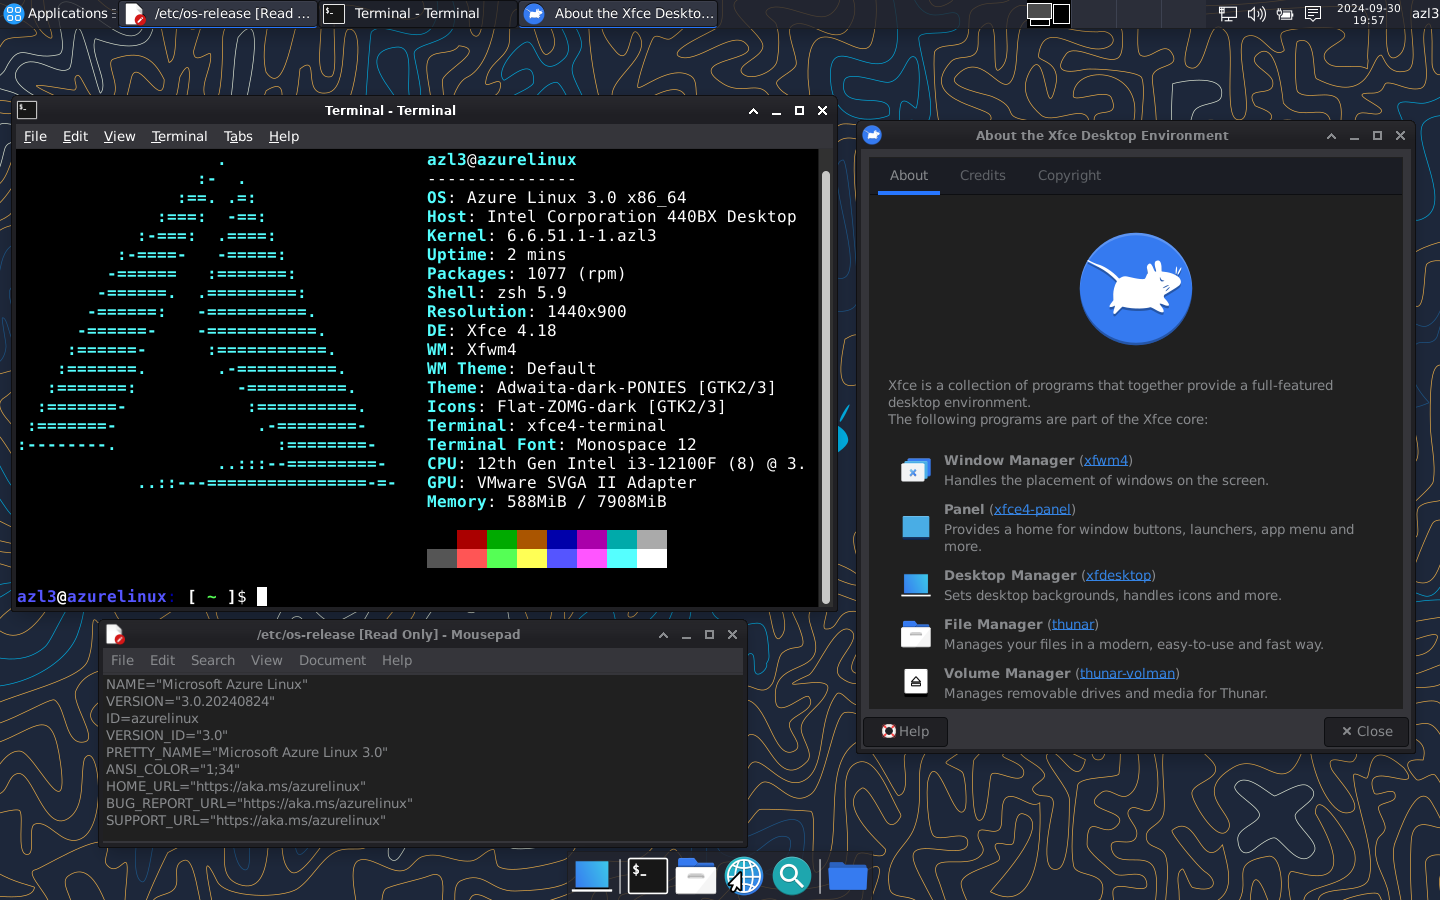 Applications
/etc/os-release [Read ...
Terminal - Terminal
About the Xfce Deskto...
2024-09-30
19:57
azl3
Terminal - Terminal
File Edit View Terminal Tabs Help
azl3@azurelinux
---------------
OS: Azure Linux 3.0 x86_64
Host: Intel Corporation 440BX Desktop
Kernel: 6.6.51.1-1.azl3
Uptime: 2 mins
Packages: 1077 (rpm)
Shell: zsh 5.9
Resolution: 1440x900
DE: Xfce 4.18
WM: Xfwm4
WM Theme: Default
Theme: Adwaita-dark-PONIES [GTK2/3]
Icons: Flat-ZOMG-dark [GTK2/3]
Terminal: xfce4-terminal
Terminal Font: Monospace 12
CPU: 12th Gen Intel i3-12100F (8) @ 3.
GPU: VMware SVGA II Adapter
Memory: 588MiB / 7908MiB
azl3@azurelinux: [ ~ ]$
/etc/os-release [Read Only] - Mousepad
File Edit Search View Document Help
NAME="Microsoft Azure Linux"
VERSION="3.0.20240824"
ID=azurelinux
VERSION_ID="3.0"
PRETTY_NAME="Microsoft Azure Linux 3.0"
ANSI_COLOR="1;34"
HOME_URL="https://aka.ms/azurelinux"
BUG_REPORT_URL="https://aka.ms/azurelinux"
SUPPORT_URL="https://aka.ms/azurelinux"
About the Xfce Desktop Environment
About Credits Copyright
Xfce is a collection of programs that together provide a full-featured
desktop environment.
The following programs are part of the Xfce core:
Window Manager (xfwm4)
Handles the placement of windows on the screen.
Panel (xfce4-panel)
Provides a home for window buttons, launchers, app menu and
more.
Desktop Manager (xfdesktop)
Sets desktop backgrounds, handles icons and more.
File Manager (thunar)
Manages your files in a modern, easy-to-use and fast way.
Volume Manager (thunar-volman)
Manages removable drives and media for Thunar.
Help
Close